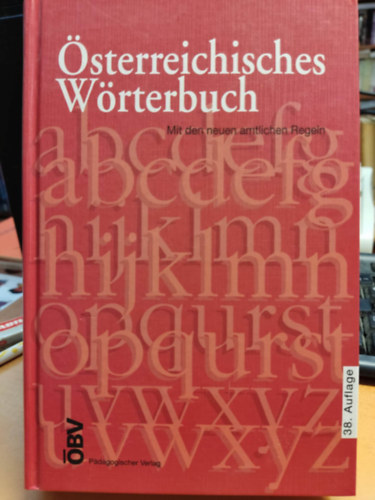 Österreichisches
Wörterbuch
Mit den neuen amtlichen Regeln
abcdefg
abcdefg
hijklmn
hijklmn
opqurst
opqurst
uvwxyz
uvwxyz
38. Auflage
ÖBV
Pädagogischer Verlag